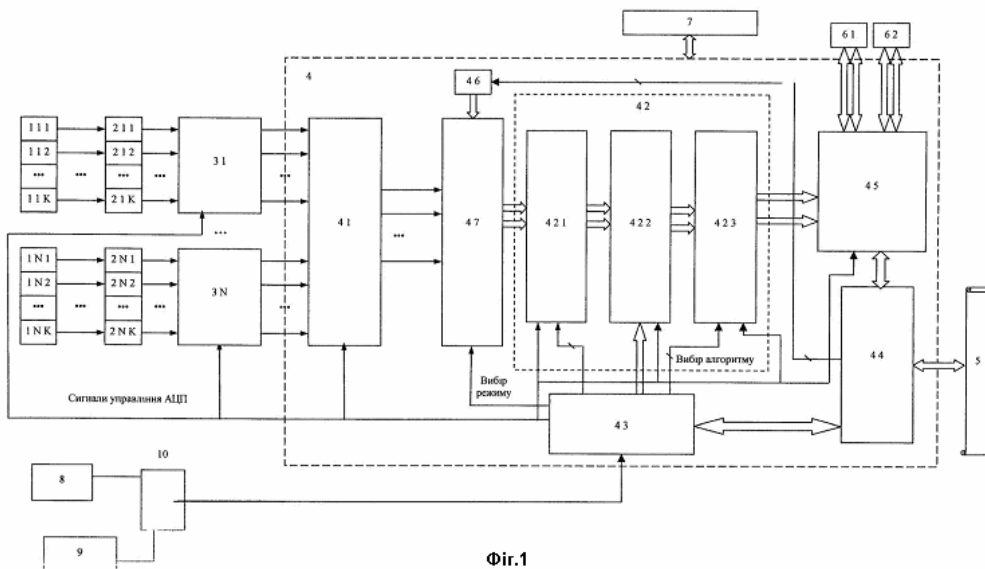 7
61
62
4
46
42
111
112
...
11K
...
211
212
...
21K
...
31
...
41
...
47
421
422
423
45
...
1N1
1N2
...
1NK
...
2N1
2N2
...
2NK
...
3N
...
44
5
Вибір алгоритму
Вибір
режиму
Сигнали управління АЦП
43
10
8
9
Фіг.1